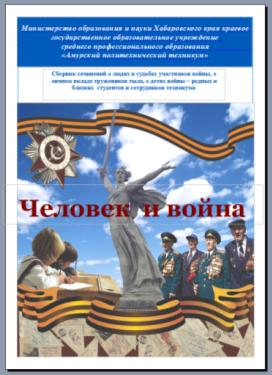 Министерство образования и науки Хабаровского края краевое
государственное образовательное учреждение
среднего профессионального образования
«Амурский политехнический техникум»
Сборник сочинений о людях и судьбах участников войны, о
личном вкладе тружеников тыла, о детях войны – родных и
близких студентов и сотрудников техникума
Человек и война